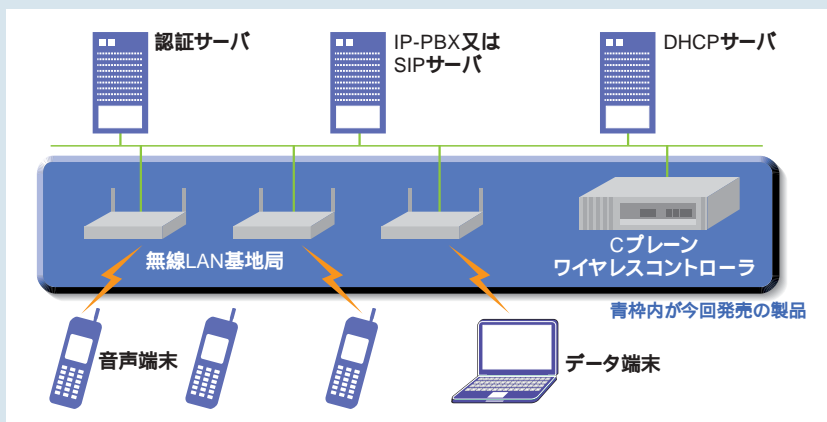 認証サーバ
IP-PBX又は
SIPサーバ
DHCPサーバ
無線LAN基地局
Cプレーン
ワイヤレスコントローラ
青枠内が今回発売の製品
音声端末
データ端末